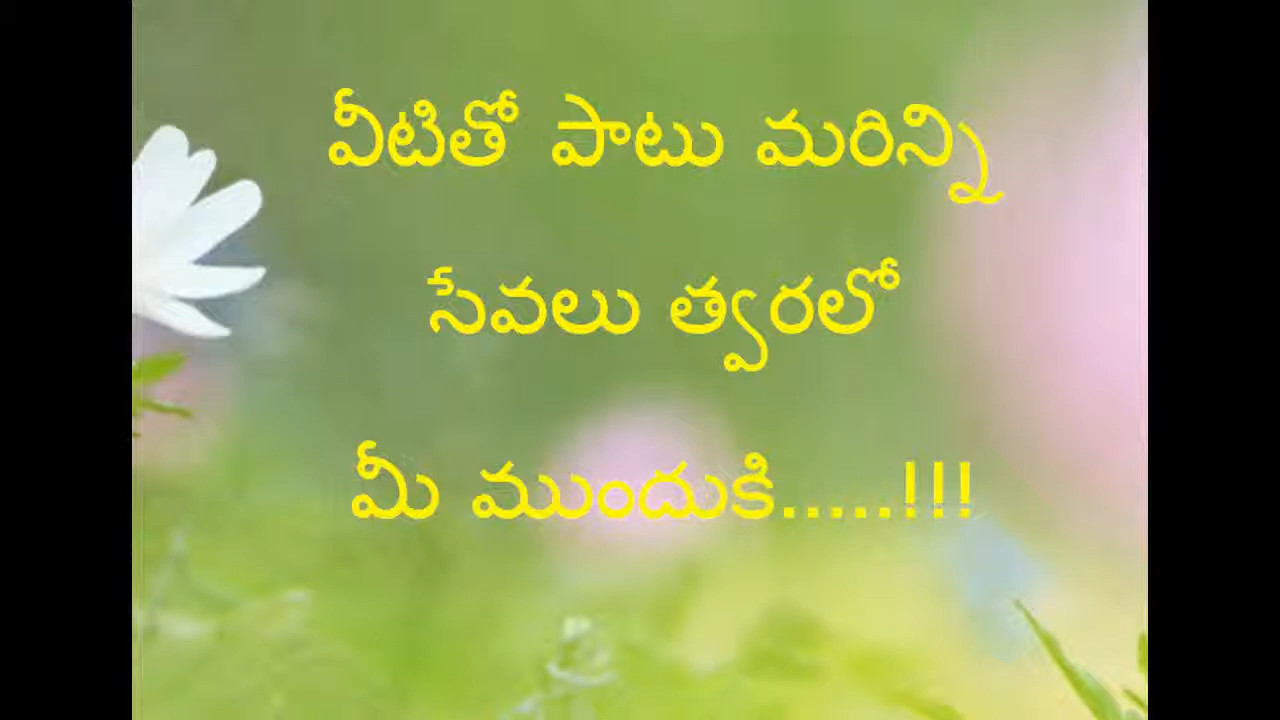 వీటితో పాటు మరిన్ని
సేవలు త్వరలో
మీ ముందుకి.....!!!